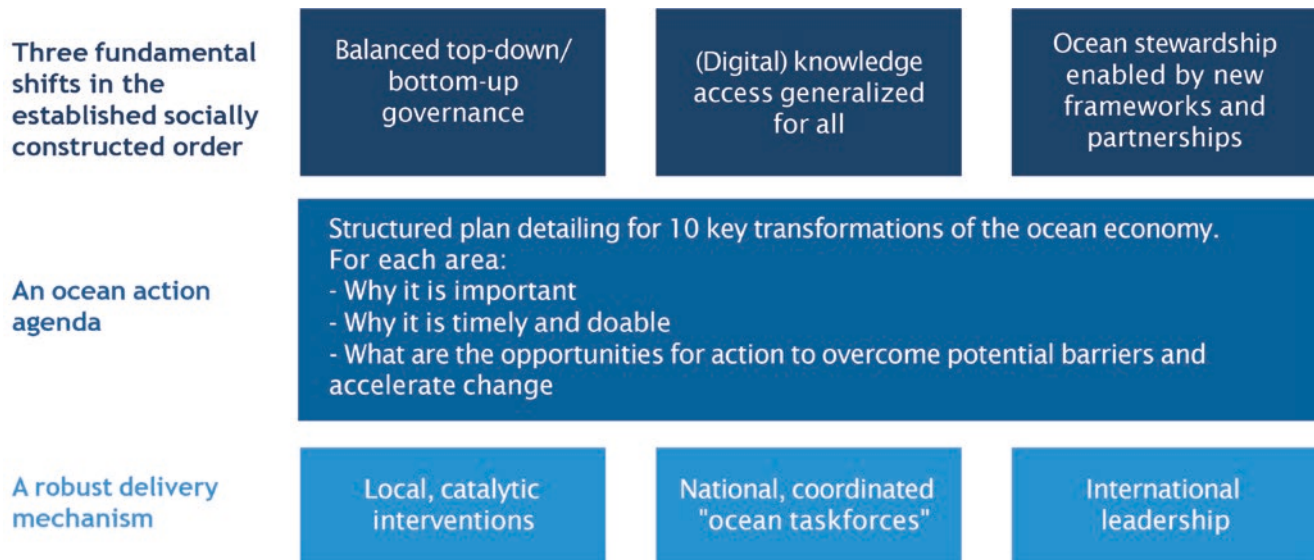 Three fundamental
shifts in the
established socially
constructed order
Balanced top-down/
bottom-up
governance
(Digital) knowledge
access generalized
for all
Ocean stewardship
enabled by new
frameworks and
partnerships
An ocean action
agenda
Structured plan detailing for 10 key transformations of the ocean economy.
For each area:
- Why it is important
- Why it is timely and doable
- What are the opportunities for action to overcome potential barriers and
accelerate change
A robust delivery
mechanism
Local, catalytic
interventions
National, coordinated
"ocean taskforces"
International
leadership